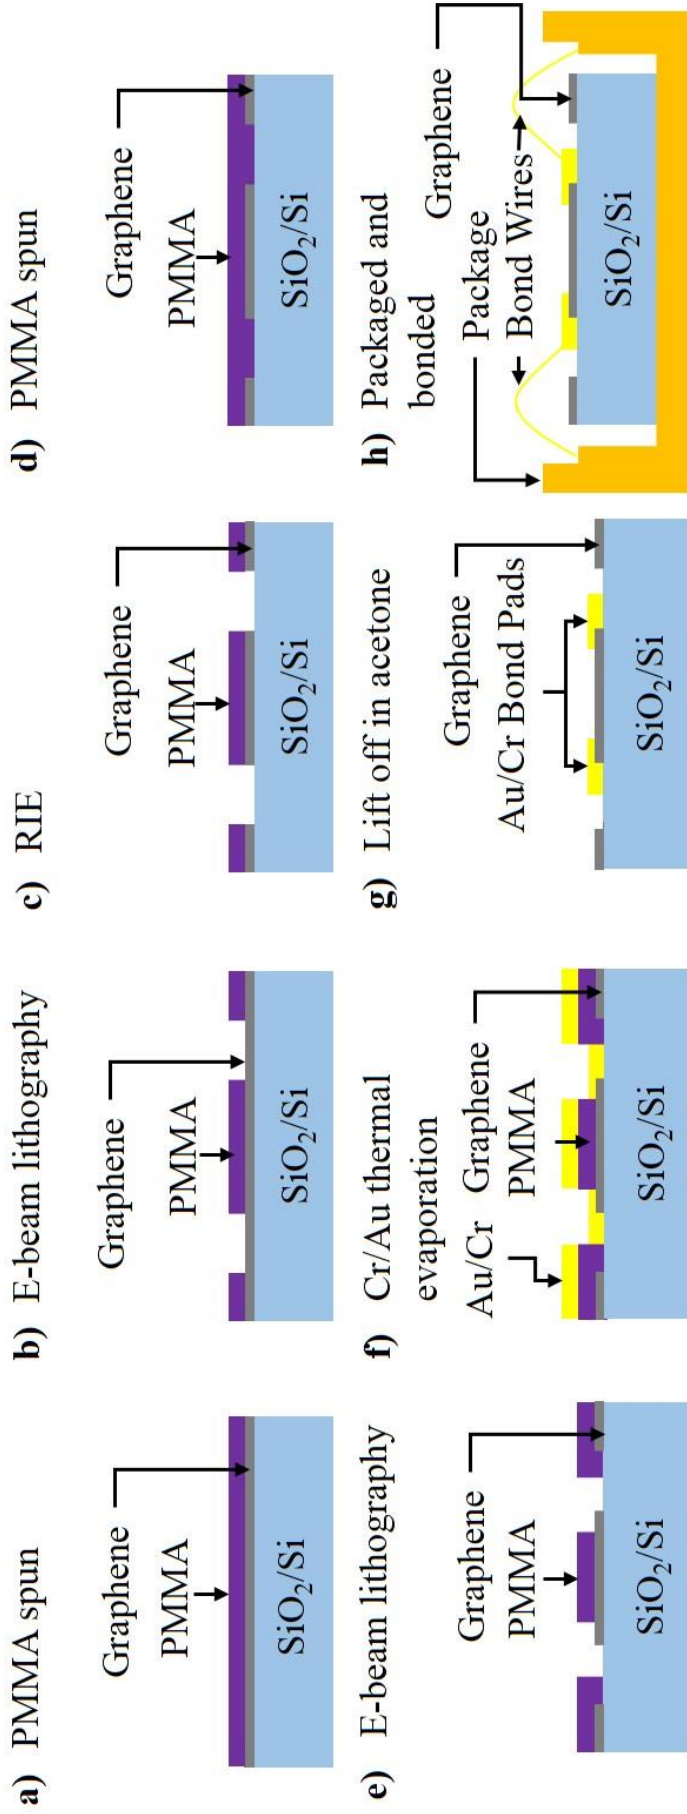 a) PMMA spun
Graphene
PMMA
SiO₂/Si
b) E-beam lithography
Graphene
PMMA
SiO₂/Si
c) RIE
Graphene
PMMA
SiO₂/Si
d) PMMA spun
Graphene
PMMA
SiO₂/Si
e) E-beam lithography
Graphene
PMMA
SiO₂/Si
f) Cr/Au thermal
evaporation
Au/Cr
Graphene
PMMA
SiO₂/Si
g) Lift off in acetone
Graphene
Au/Cr Bond Pads
SiO₂/Si
h) Packaged and
bonded
Graphene
Package
Bond Wires
SiO₂/Si